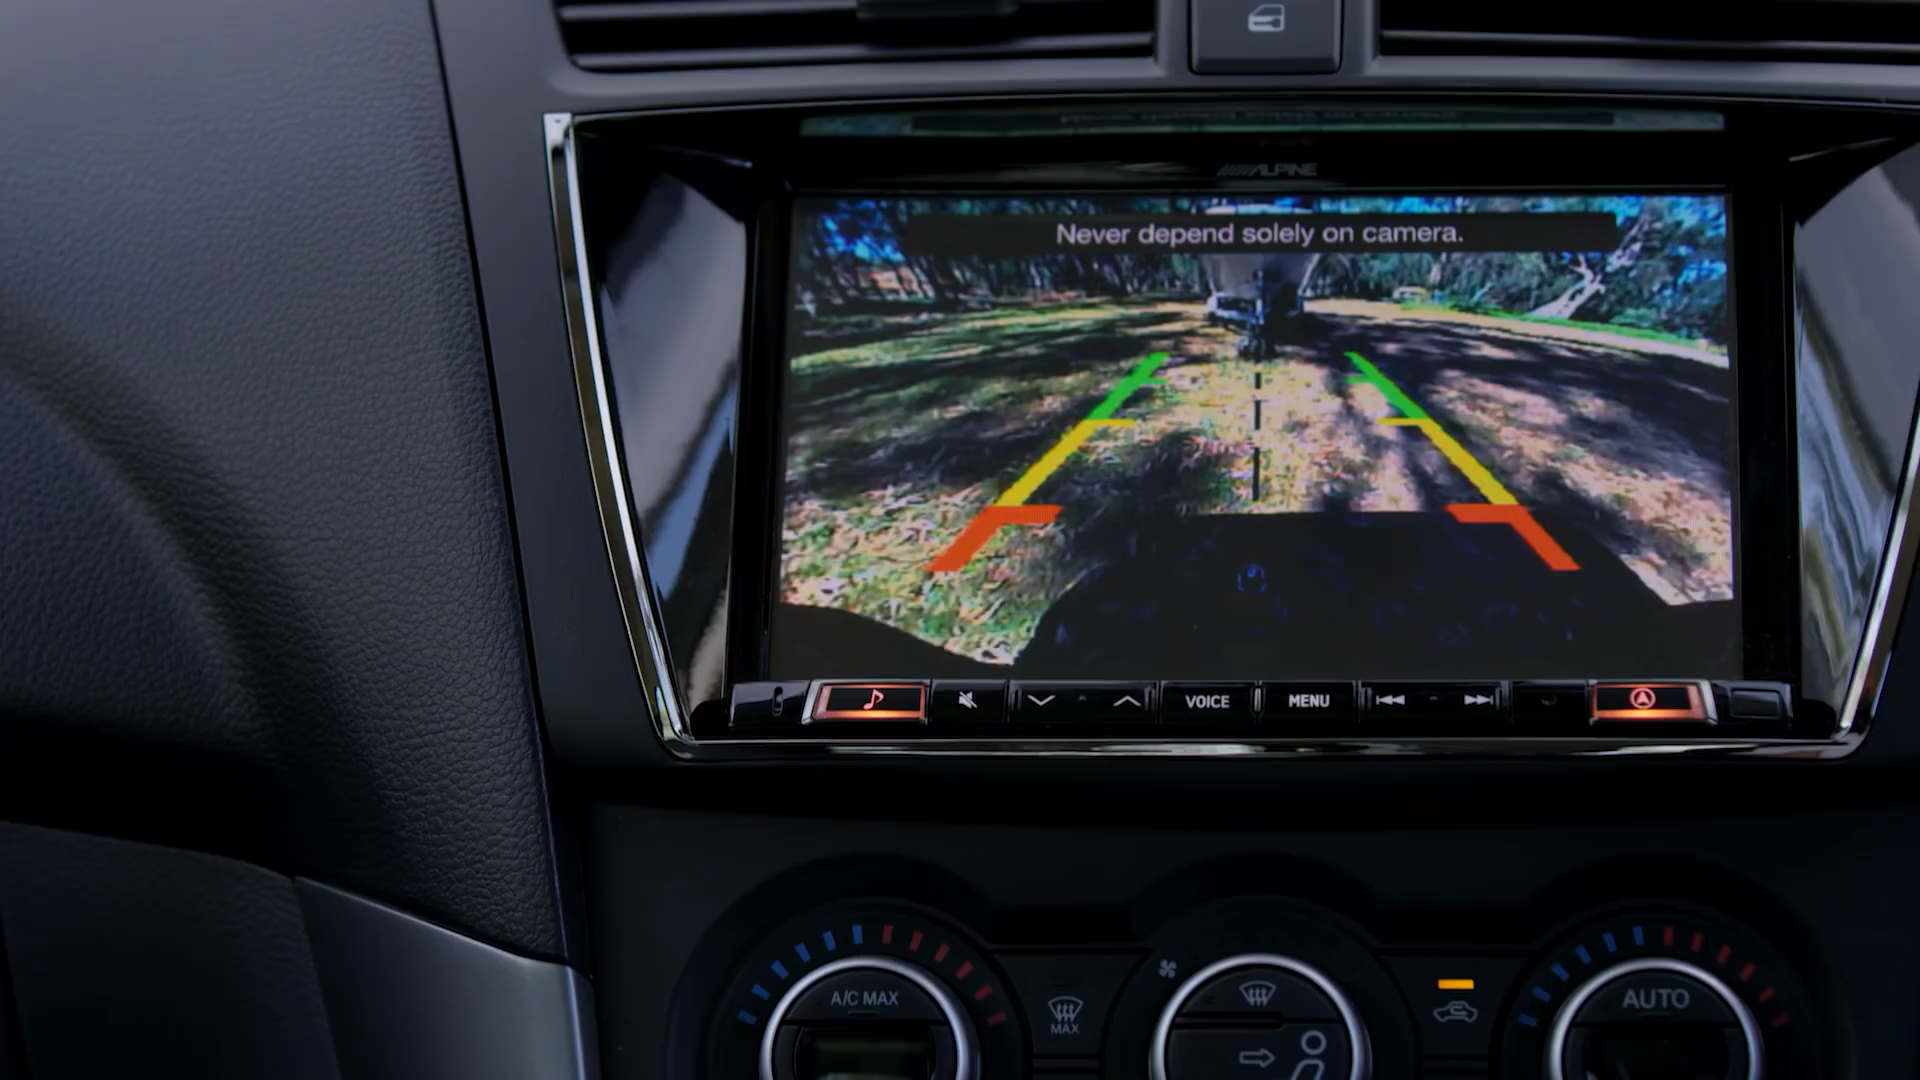 ALPINE
Never depend solely on camera.
VOICE MENU
A/C MAX
MAX
AUTO